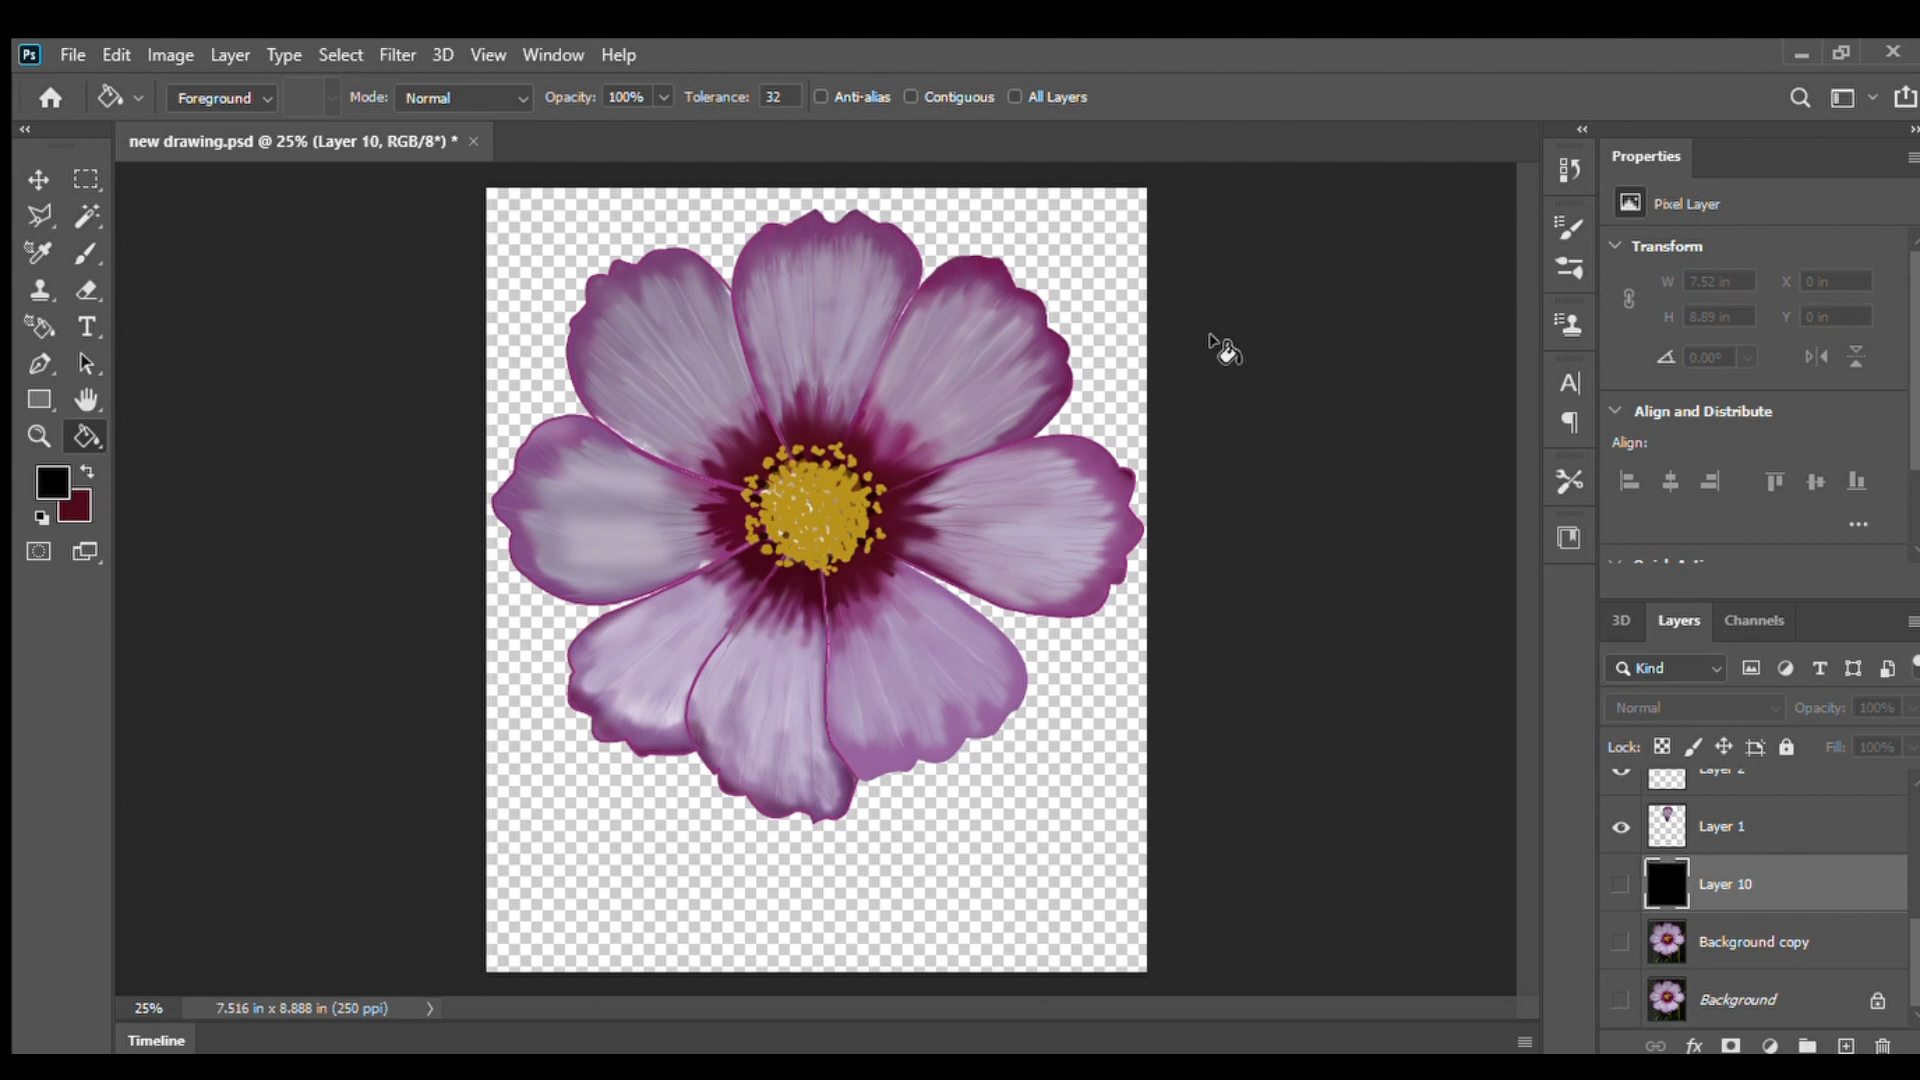 Ps File Edit Image Layer Type Select Filter 3D View Window Help
Foreground Mode: Normal Opacity: 100% Tolerance: 32 Anti-alias Contiguous All Layers
new drawing.psd @ 25% (Layer 10, RGB/8*) * ×
Properties
Pixel Layer
Transform
W 7.52 in X 0 in
H 8.89 in Y 0 in
0.00°
Align and Distribute
Align:
3D Layers Channels
Kind
Normal Opacity: 100%
Lock: Fill: 100%
Layer 2
Layer 1
Layer 10
Background copy
Background
25% 7.516 in x 8.888 in (250 ppi)
Timeline